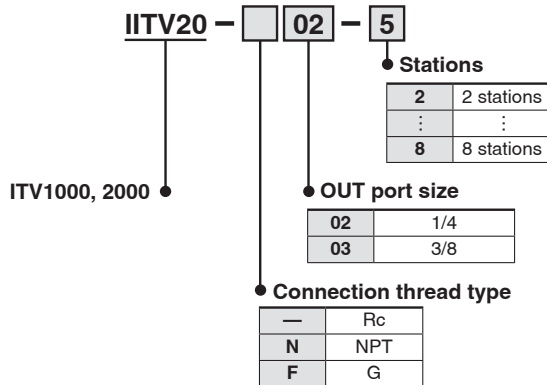 IITV20 – 02 – 5
Stations
2 2 stations
⋮ ⋮
8 8 stations
ITV1000, 2000
OUT port size
02 1/4
03 3/8
Connection thread type
— Rc
N NPT
F G